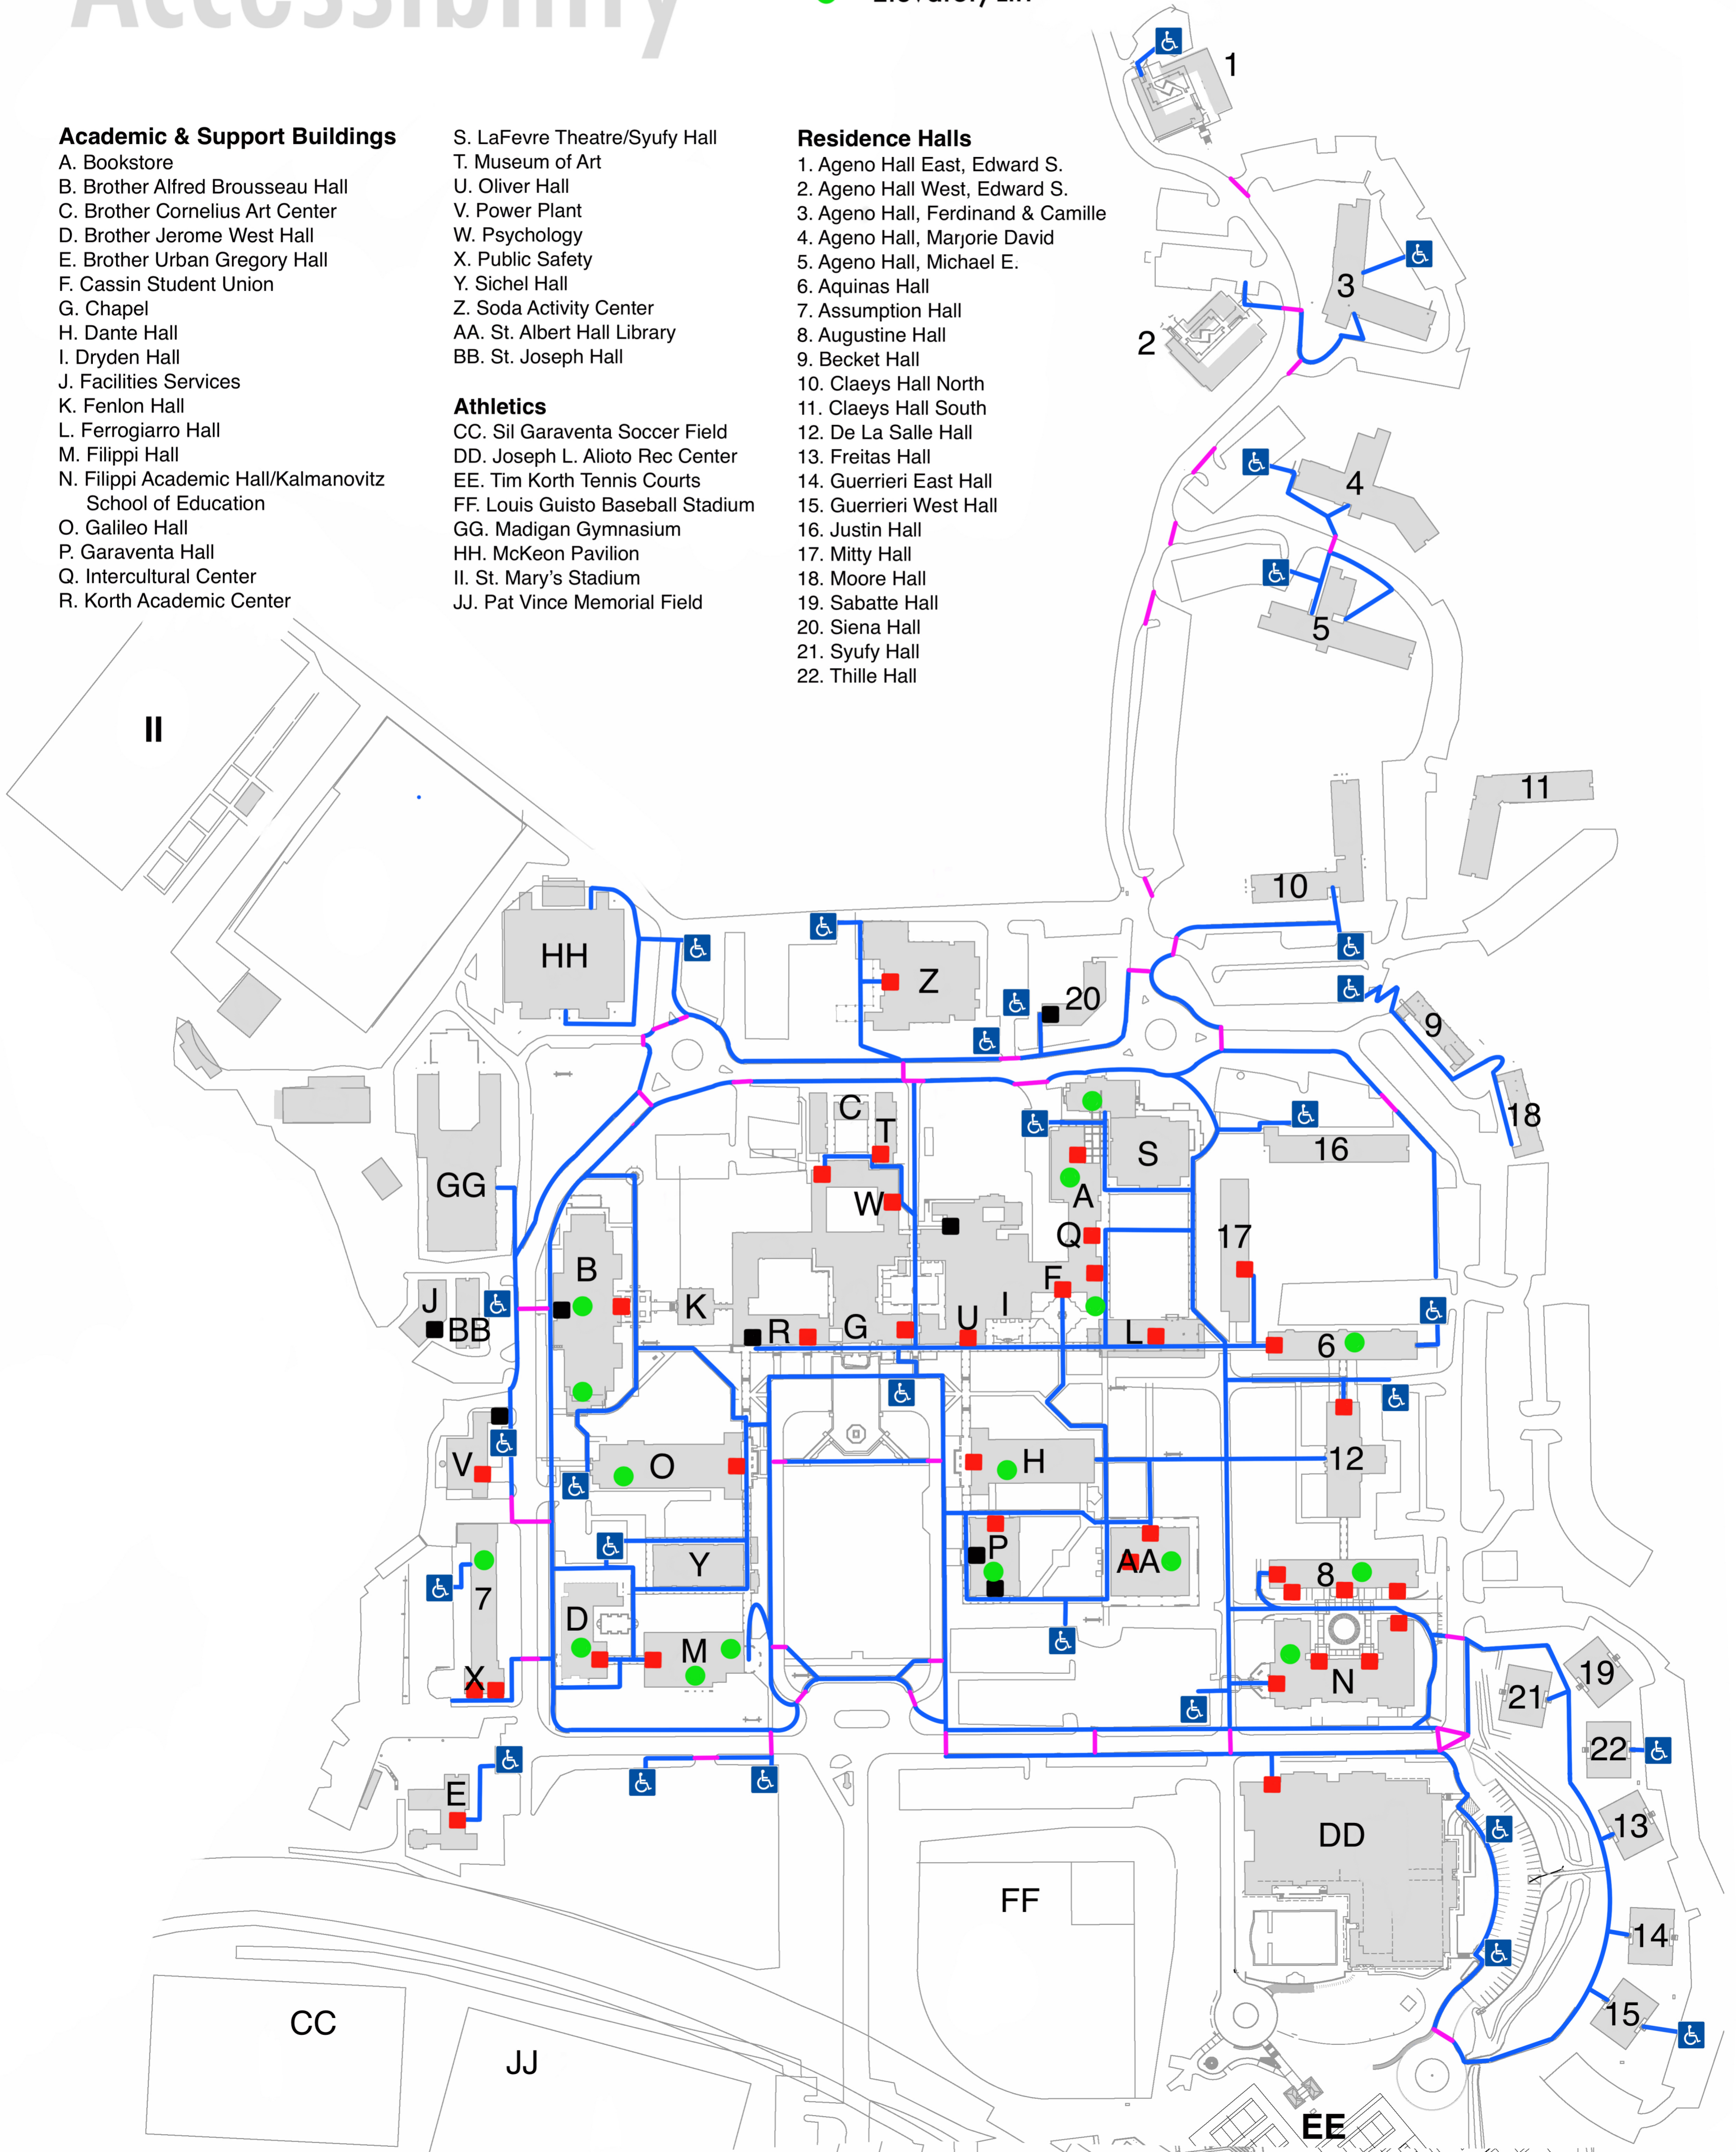 Accessibility
Elevator/Lift
Academic & Support Buildings
A. Bookstore
B. Brother Alfred Brousseau Hall
C. Brother Cornelius Art Center
D. Brother Jerome West Hall
E. Brother Urban Gregory Hall
F. Cassin Student Union
G. Chapel
H. Dante Hall
I. Dryden Hall
J. Facilities Services
K. Fenlon Hall
L. Ferrogiarro Hall
M. Filippi Hall
N. Filippi Academic Hall/Kalmanovitz
School of Education
O. Galileo Hall
P. Garaventa Hall
Q. Intercultural Center
R. Korth Academic Center
S. LaFevre Theatre/Syufy Hall
T. Museum of Art
U. Oliver Hall
V. Power Plant
W. Psychology
X. Public Safety
Y. Sichel Hall
Z. Soda Activity Center
AA. St. Albert Hall Library
BB. St. Joseph Hall
Athletics
CC. Sil Garaventa Soccer Field
DD. Joseph L. Alioto Rec Center
EE. Tim Korth Tennis Courts
FF. Louis Guisto Baseball Stadium
GG. Madigan Gymnasium
HH. McKeon Pavilion
II. St. Mary's Stadium
JJ. Pat Vince Memorial Field
Residence Halls
1. Ageno Hall East, Edward S.
2. Ageno Hall West, Edward S.
3. Ageno Hall, Ferdinand & Camille
4. Ageno Hall, Marjorie David
5. Ageno Hall, Michael E.
6. Aquinas Hall
7. Assumption Hall
8. Augustine Hall
9. Becket Hall
10. Claeys Hall North
11. Claeys Hall South
12. De La Salle Hall
13. Freitas Hall
14. Guerrieri East Hall
15. Guerrieri West Hall
16. Justin Hall
17. Mitty Hall
18. Moore Hall
19. Sabatte Hall
20. Siena Hall
21. Syufy Hall
22. Thille Hall
1
3
2
4
5
II
11
10
HH
Z
20
9
C
T
18
S
16
GG
W
A
Q
17
B
F
J
BB
K
R
G
U
I
L
6
V
O
H
12
Y
P
AA
8
7
D
M
X
N
19
21
22
E
13
DD
FF
14
15
CC
JJ
EE